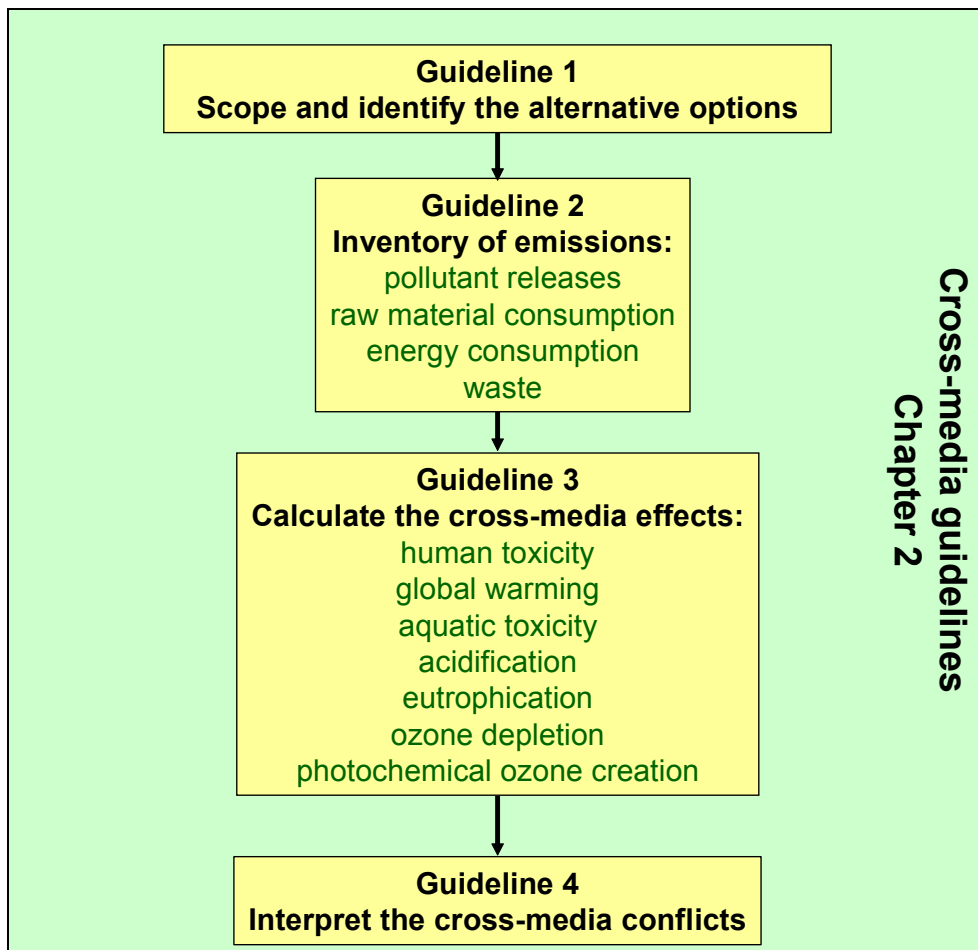 Guideline 1
Scope and identify the alternative options
Guideline 2
Inventory of emissions:
pollutant releases
raw material consumption
energy consumption
waste
Guideline 3
Calculate the cross-media effects:
human toxicity
global warming
aquatic toxicity
acidification
eutrophication
ozone depletion
photochemical ozone creation
Guideline 4
Interpret the cross-media conflicts
Cross-media guidelines
Chapter 2